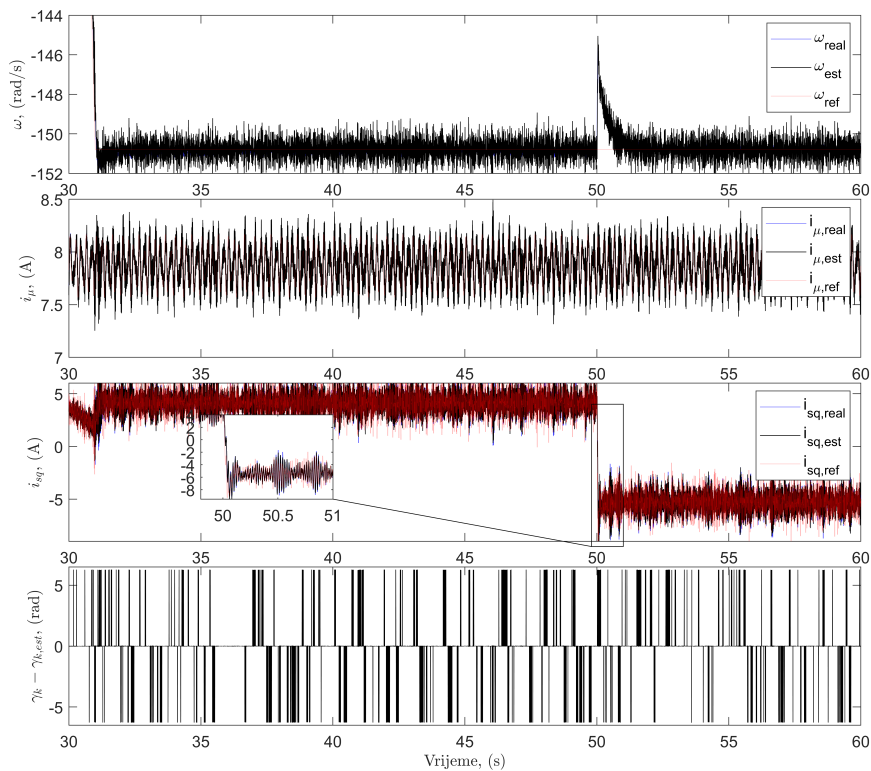 -144
-146
-148
-150
-152
ω, (rad/s)
ω_real
ω_est
ω_ref
30 35 40 45 50 55 60
8.5
8
7.5
7
i_μ, (A)
i_μ,real
i_μ,est
i_μ,ref
30 35 40 45 50 55 60
5
0
-5
i_sq, (A)
i_sq,real
i_sq,est
i_sq,ref
4
2
0
-2
-4
-6
-8
50 50.5 51
30 35 40 45 50 55 60
5
0
-5
γ_k − γ_k,est, (rad)
30 35 40 45 50 55 60
Vrijeme, (s)